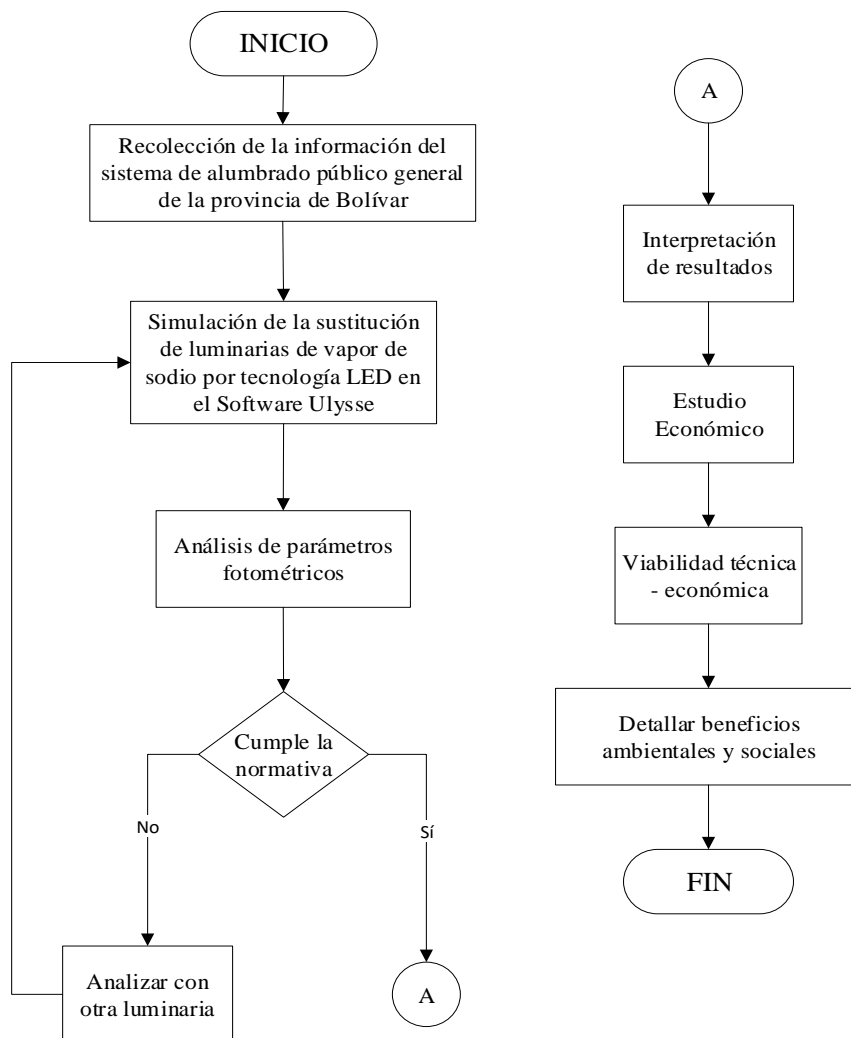 INICIO
Recolección de la información del
sistema de alumbrado público general
de la provincia de Bolívar
Simulación de la sustitución
de luminarias de vapor de
sodio por tecnología LED en
el Software Ulysse
Análisis de parámetros
fotométricos
Cumple la
normativa
No
Sí
Analizar con
otra luminaria
A
A
Interpretación
de resultados
Estudio
Económico
Viabilidad técnica
- económica
Detallar beneficios
ambientales y sociales
FIN